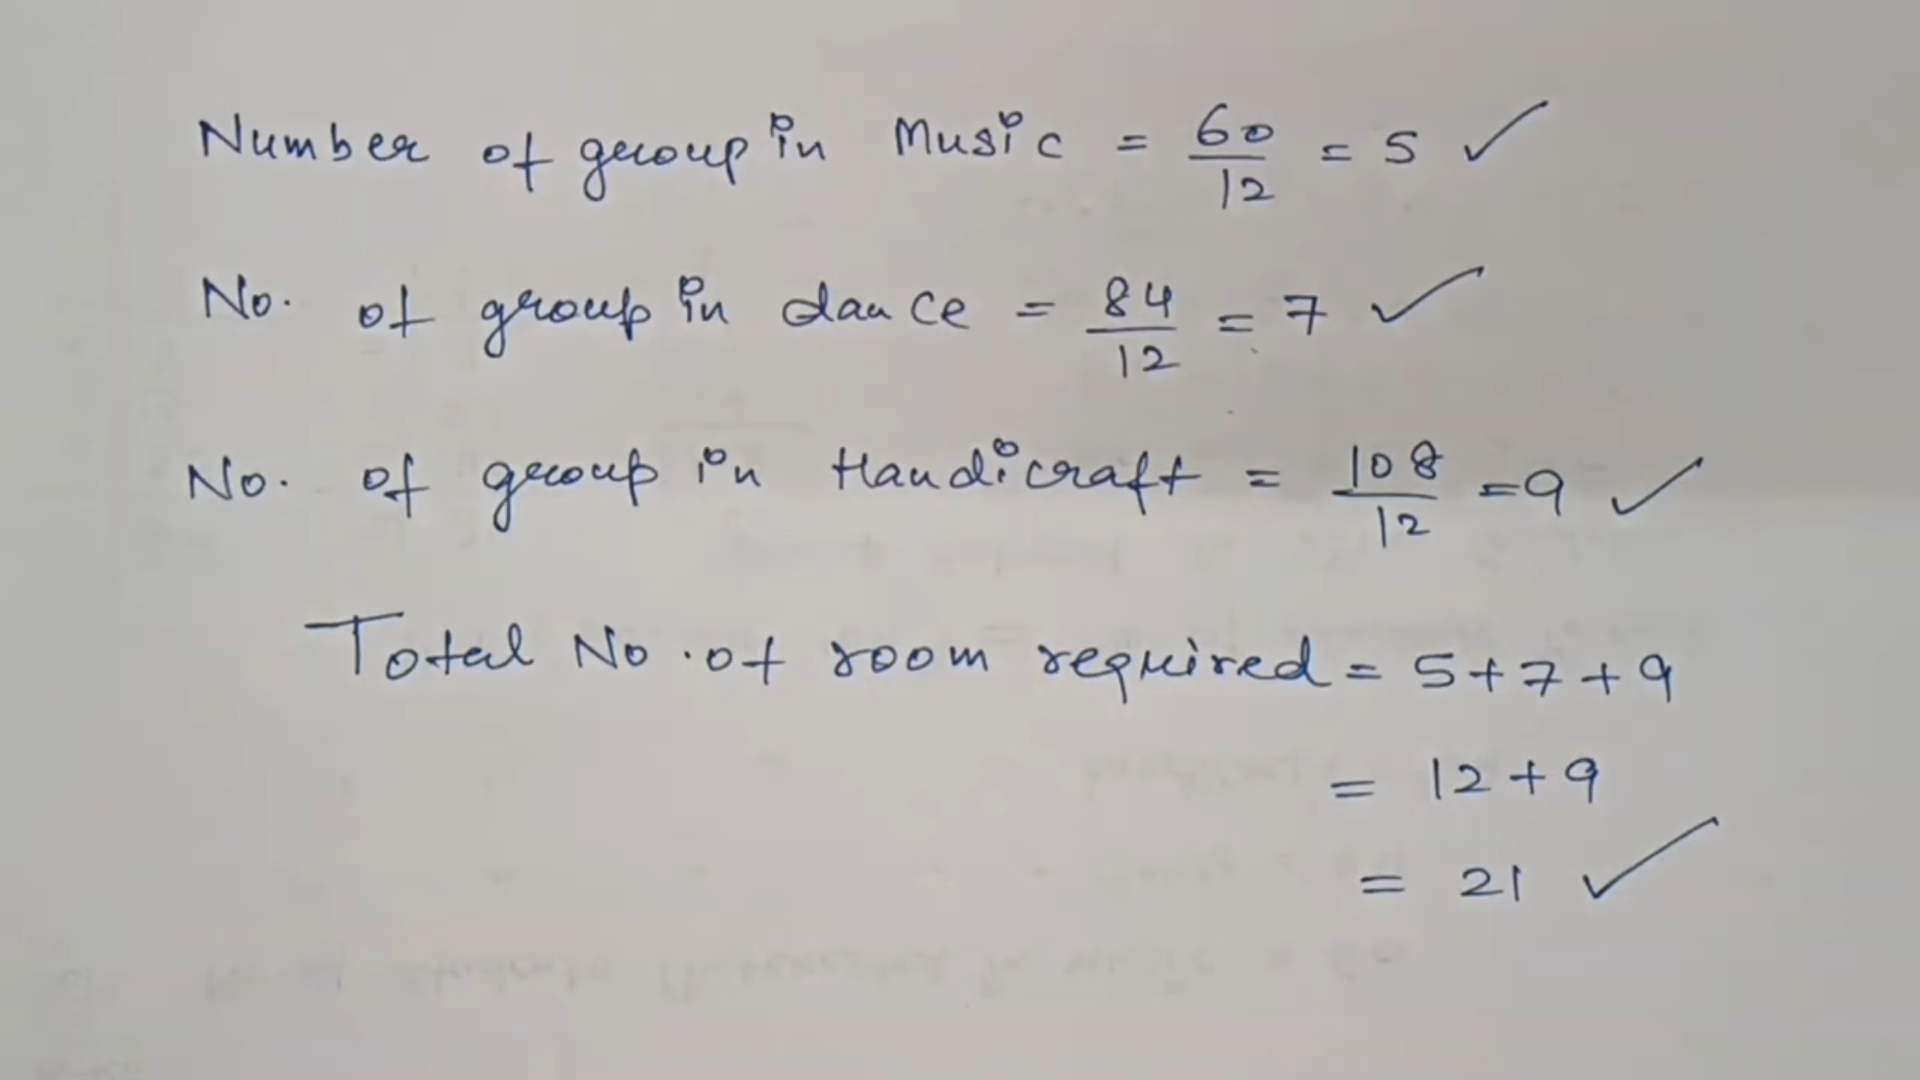 Number of group in Music = 60/12 = 5 ✓
No. of group in dance = 84/12 = 7 ✓
No. of group in Handicraft = 108/12 = 9 ✓
Total No. of room required = 5+7+9
= 12+9
= 21 ✓